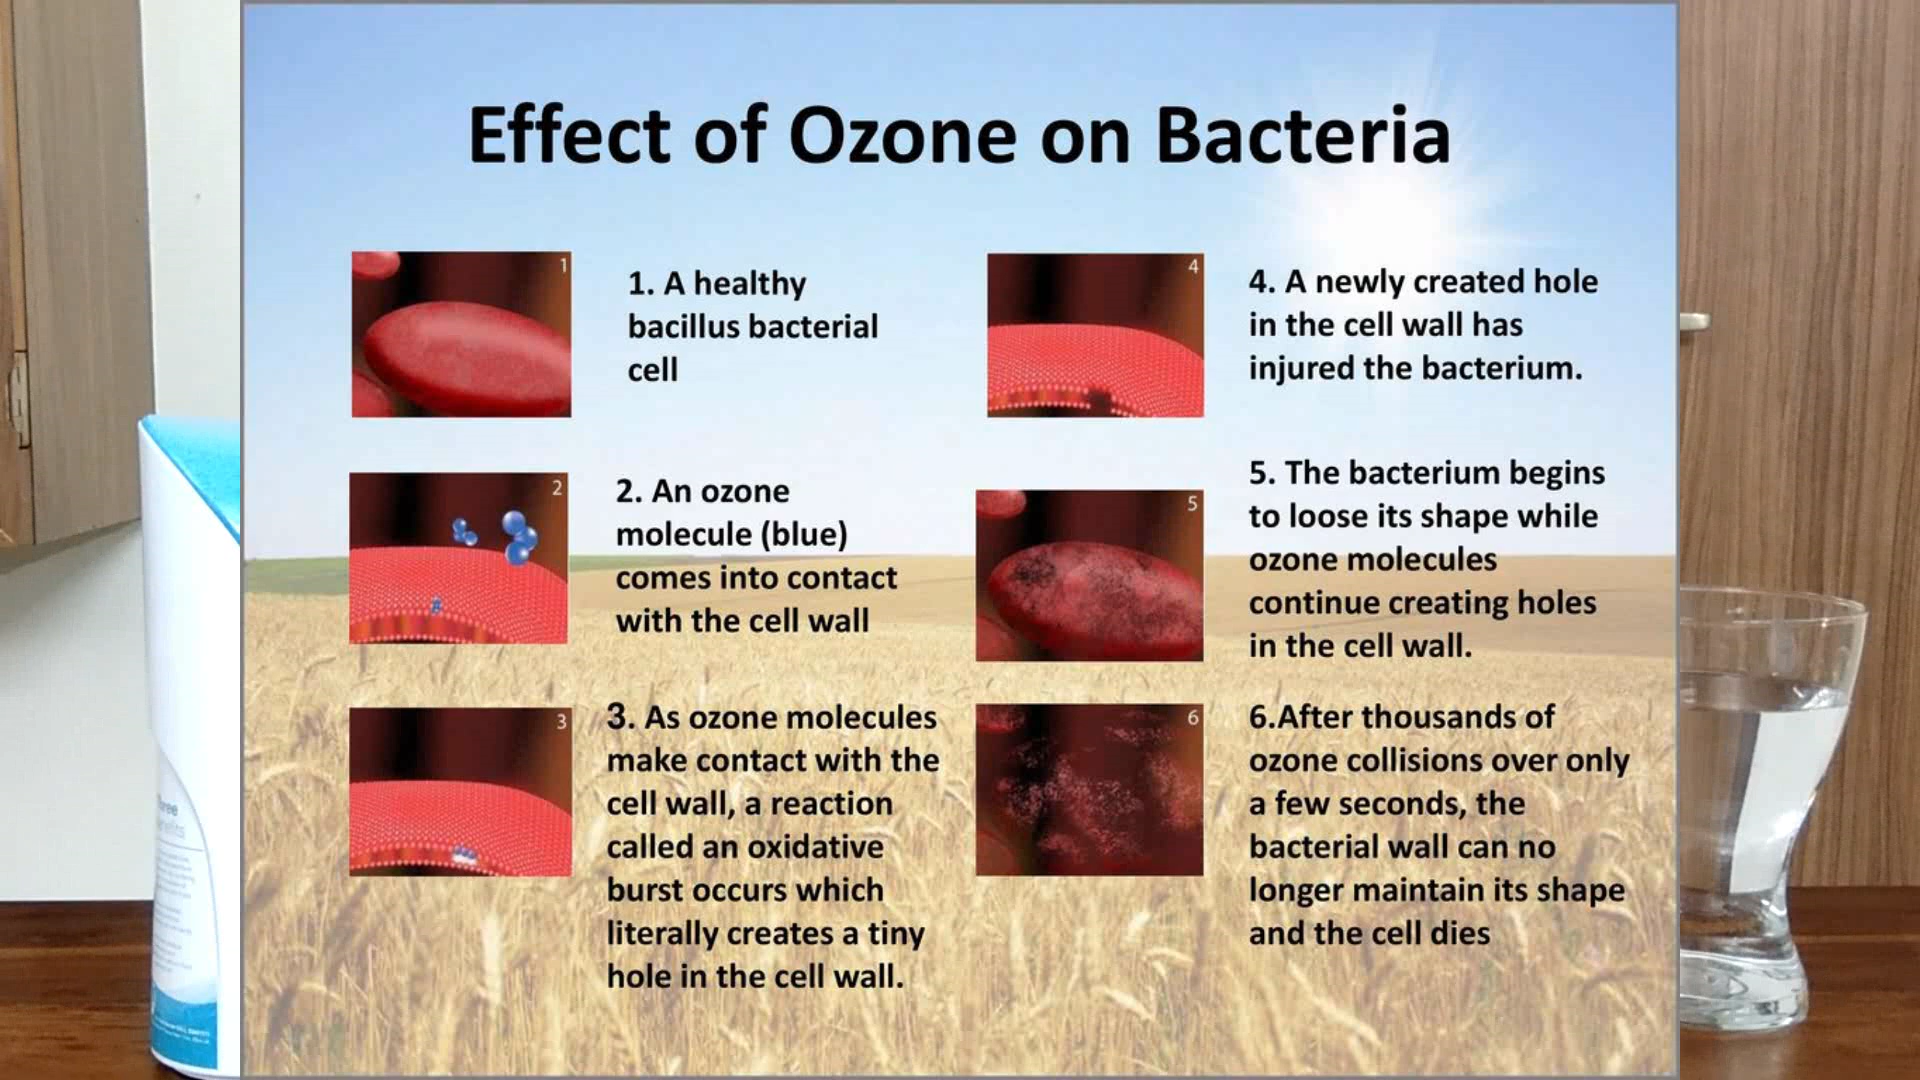 Effect of Ozone on Bacteria
1
1. A healthy
bacillus bacterial
cell
2
2. An ozone
molecule (blue)
comes into contact
with the cell wall
3
3. As ozone molecules
make contact with the
cell wall, a reaction
called an oxidative
burst occurs which
literally creates a tiny
hole in the cell wall.
4
4. A newly created hole
in the cell wall has
injured the bacterium.
5
5. The bacterium begins
to loose its shape while
ozone molecules
continue creating holes
in the cell wall.
6
6.After thousands of
ozone collisions over only
a few seconds, the
bacterial wall can no
longer maintain its shape
and the cell dies